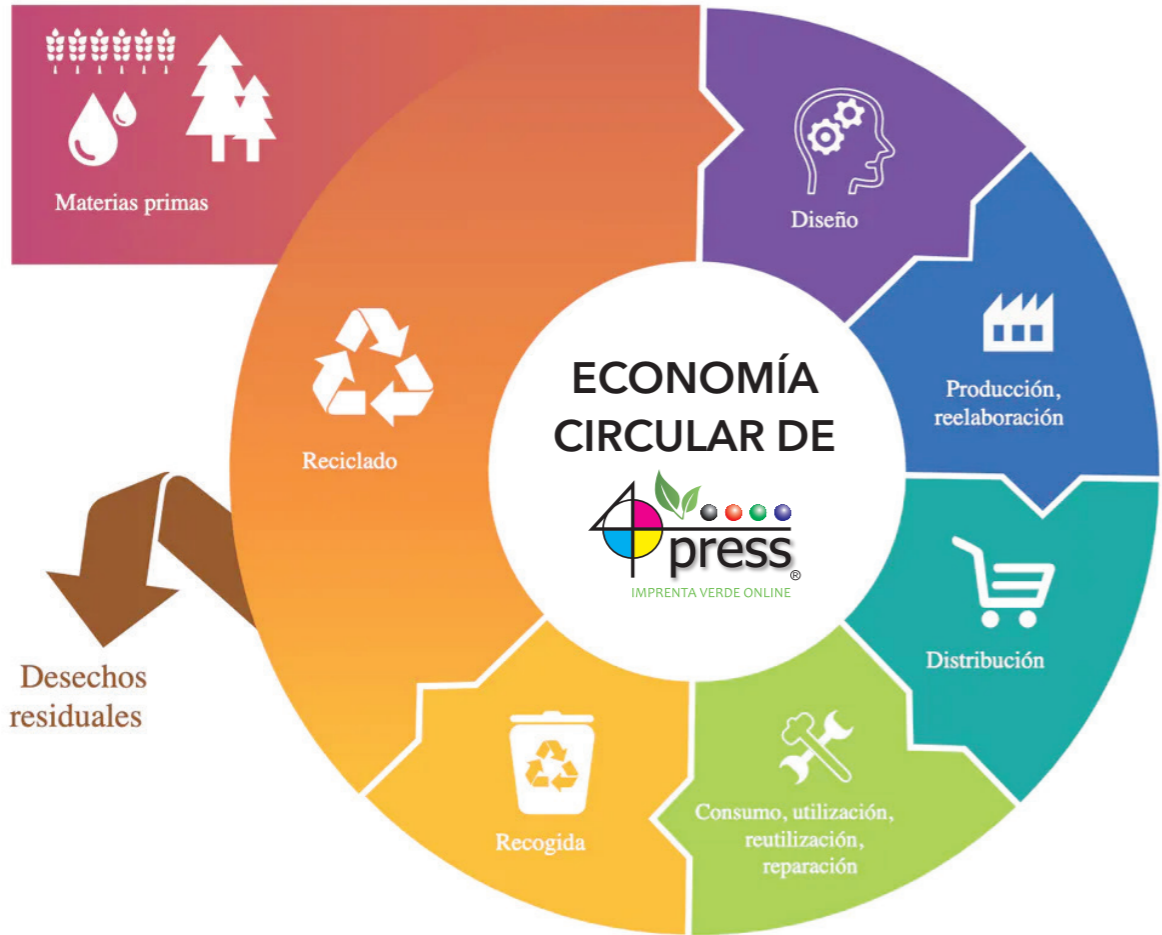 Materias primas
Diseño
Producción,
reelaboración
Distribución
Consumo, utilización,
reutilización,
reparación
Recogida
Reciclado
Desechos
residuales
ECONOMÍA
CIRCULAR DE
4press®
IMPRENTA VERDE ONLINE